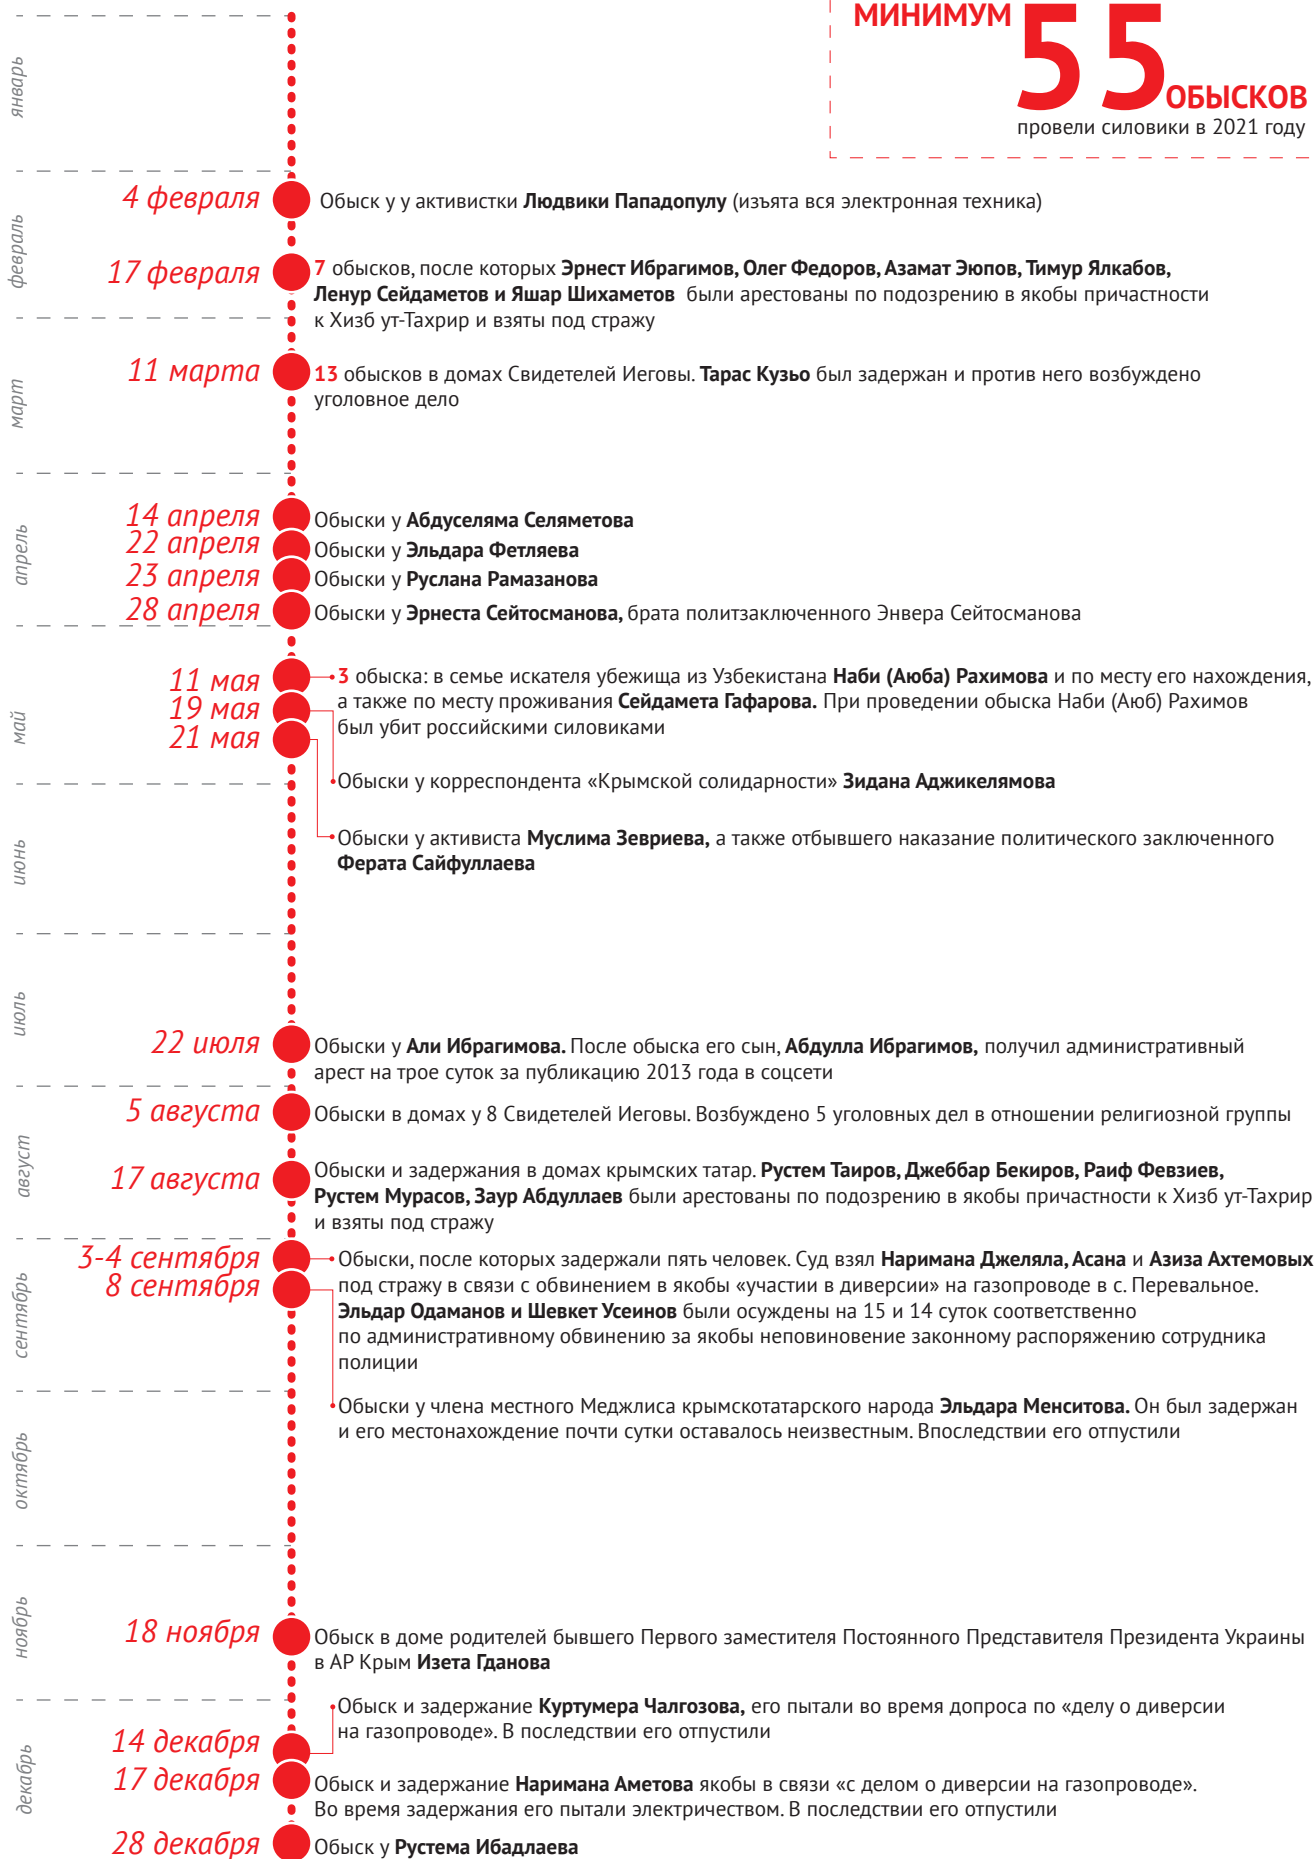 МИНИМУМ
55
ОБЫСКОВ
провели силовики в 2021 году
январь
февраль
4 февраля
Обыск у у активистки Людвики Пападопулу (изъята вся электронная техника)
17 февраля
7 обысков, после которых Эрнест Ибрагимов, Олег Федоров, Азамат Эюпов, Тимур Ялкабов,
Ленур Сейдаметов и Яшар Шихаметов были арестованы по подозрению в якобы причастности
к Хизб ут-Тахрир и взяты под стражу
март
11 марта
13 обысков в домах Свидетелей Иеговы. Тарас Кузьо был задержан и против него возбуждено
уголовное дело
апрель
14 апреля
Обыски у Абдуселяма Селяметова
22 апреля
Обыски у Эльдара Фетляева
23 апреля
Обыски у Руслана Рамазанова
28 апреля
Обыски у Эрнеста Сейтосманова, брата политзаключенного Энвера Сейтосманова
май
11 мая
3 обыска: в семье искателя убежища из Узбекистана Наби (Аюба) Рахимова и по месту его нахождения,
а также по месту проживания Сейдамета Гафарова. При проведении обыска Наби (Аюб) Рахимов
был убит российскими силовиками
19 мая
Обыски у корреспондента «Крымской солидарности» Зидана Аджикелямова
21 мая
Обыски у активиста Муслима Зевриева, а также отбывшего наказание политического заключенного
Ферата Сайфуллаева
июнь
июль
22 июля
Обыски у Али Ибрагимова. После обыска его сын, Абдулла Ибрагимов, получил административный
арест на трое суток за публикацию 2013 года в соцсети
август
5 августа
Обыски в домах у 8 Свидетелей Иеговы. Возбуждено 5 уголовных дел в отношении религиозной группы
17 августа
Обыски и задержания в домах крымских татар. Рустем Таиров, Джеббар Бекиров, Раиф Февзиев,
Рустем Мурасов, Заур Абдуллаев были арестованы по подозрению в якобы причастности к Хизб ут-Тахрир
и взяты под стражу
сентябрь
3-4 сентября
Обыски, после которых задержали пять человек. Суд взял Наримана Джеляла, Асана и Азиза Ахтемовых
под стражу в связи с обвинением в якобы «участии в диверсии» на газопроводе в с. Перевальное.
Эльдар Одаманов и Шевкет Усеинов были осуждены на 15 и 14 суток соответственно
по административному обвинению за якобы неповиновение законному распоряжению сотрудника
полиции
8 сентября
Обыски у члена местного Меджлиса крымскотатарского народа Эльдара Менситова. Он был задержан
и его местонахождение почти сутки оставалось неизвестным. Впоследствии его отпустили
октябрь
ноябрь
18 ноября
Обыск в доме родителей бывшего Первого заместителя Постоянного Представителя Президента Украины
в АР Крым Изета Гданова
декабрь
14 декабря
Обыск и задержание Куртумера Чалгозова, его пытали во время допроса по «делу о диверсии
на газопроводе». В последствии его отпустили
17 декабря
Обыск и задержание Наримана Аметова якобы в связи «с делом о диверсии на газопроводе».
Во время задержания его пытали электричеством. В последствии его отпустили
28 декабря
Обыск у Рустема Ибадлаева